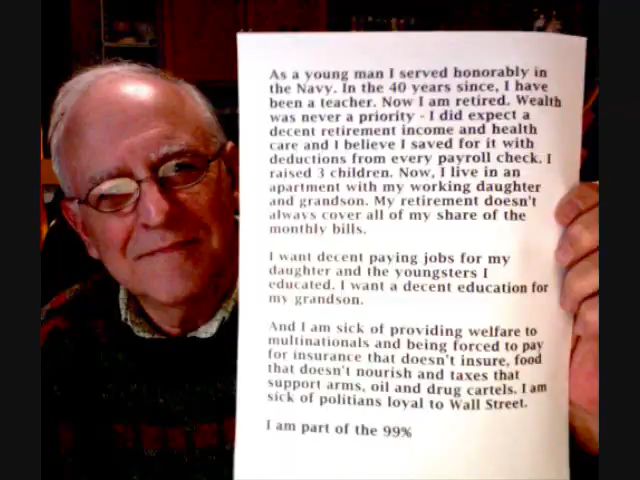 As a young man I served honorably in
the Navy. In the 40 years since, I have
been a teacher. Now I am retired. Wealth
was never a priority - I did expect a
decent retirement income and health
care and I believe I saved for it with
deductions from every payroll check. I
raised 3 children. Now, I live in an
apartment with my working daughter
and grandson. My retirement doesn't
always cover all of my share of the
monthly bills.
I want decent paying jobs for my
daughter and the youngsters I
educated. I want a decent education for
my grandson.
And I am sick of providing welfare to
multinationals and being forced to pay
for insurance that doesn't insure, food
that doesn't nourish and taxes that
support arms, oil and drug cartels. I am
sick of politians loyal to Wall Street.
I am part of the 99%